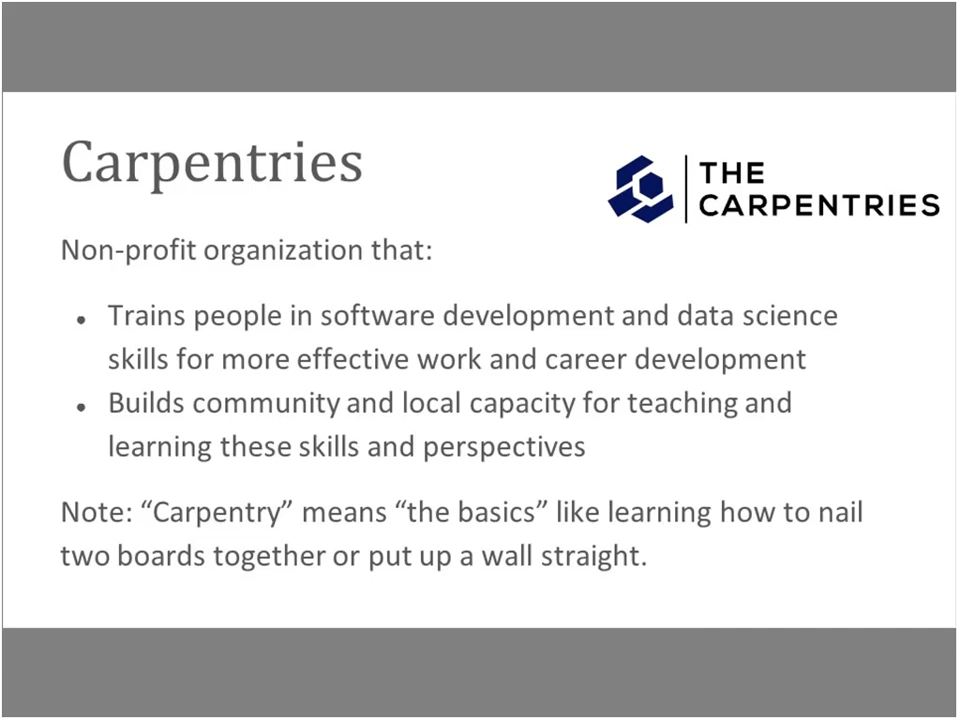 Carpentries
THE
CARPENTRIES
Non-profit organization that:
• Trains people in software development and data science
skills for more effective work and career development
• Builds community and local capacity for teaching and
learning these skills and perspectives
Note: “Carpentry” means “the basics” like learning how to nail
two boards together or put up a wall straight.